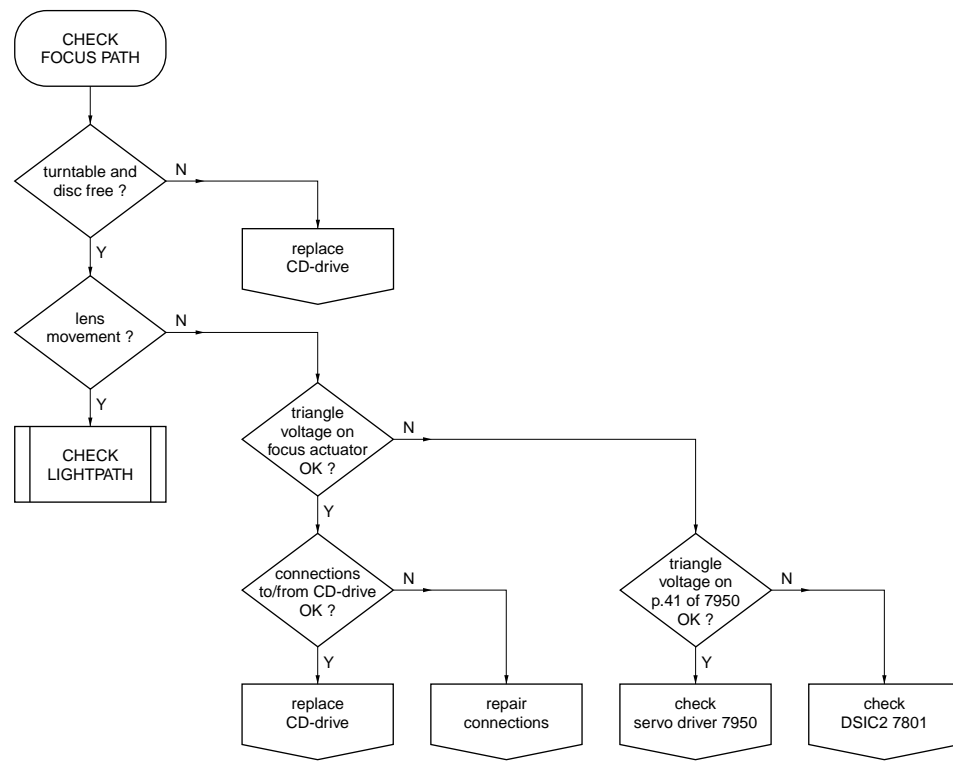 CHECK
FOCUS PATH
turntable and
disc free ?
N
replace
CD-drive
Y
lens
movement ?
N
Y
CHECK
LIGHTPATH
triangle
voltage on
focus actuator
OK ?
N
Y
connections
to/from CD-drive
OK ?
N
triangle
voltage on
p.41 of 7950
OK ?
N
Y
Y
replace
CD-drive
repair
connections
check
servo driver 7950
check
DSIC2 7801